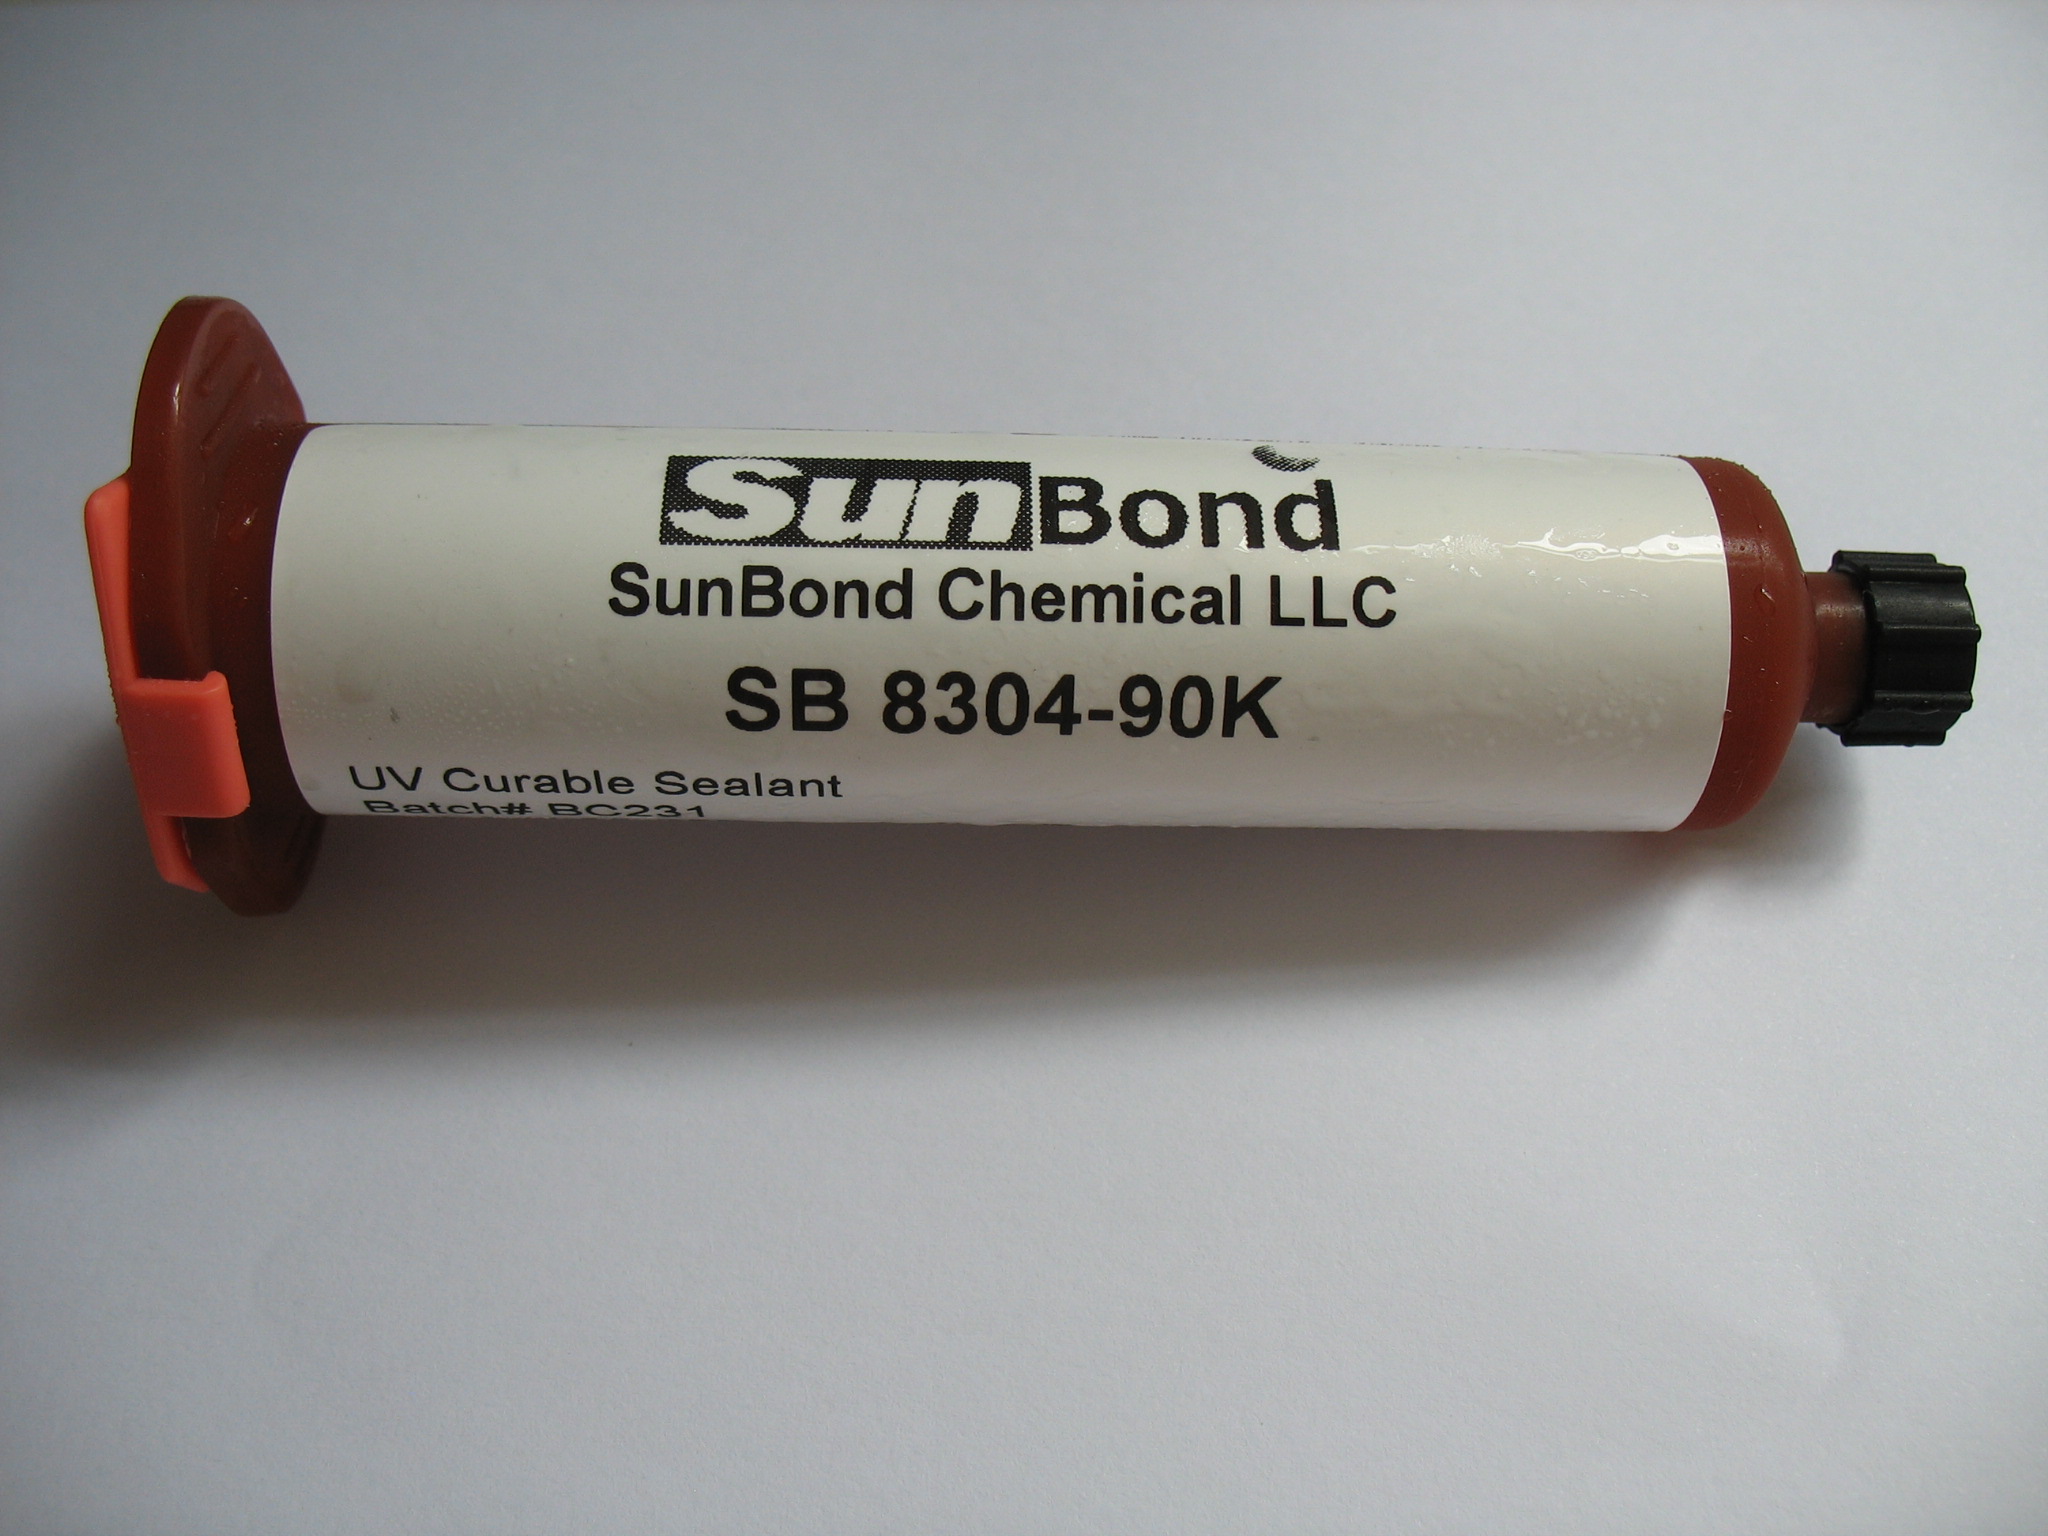 SunBond
SunBond Chemical LLC
SB 8304-90K
UV Curable Sealant
Batch# BC231